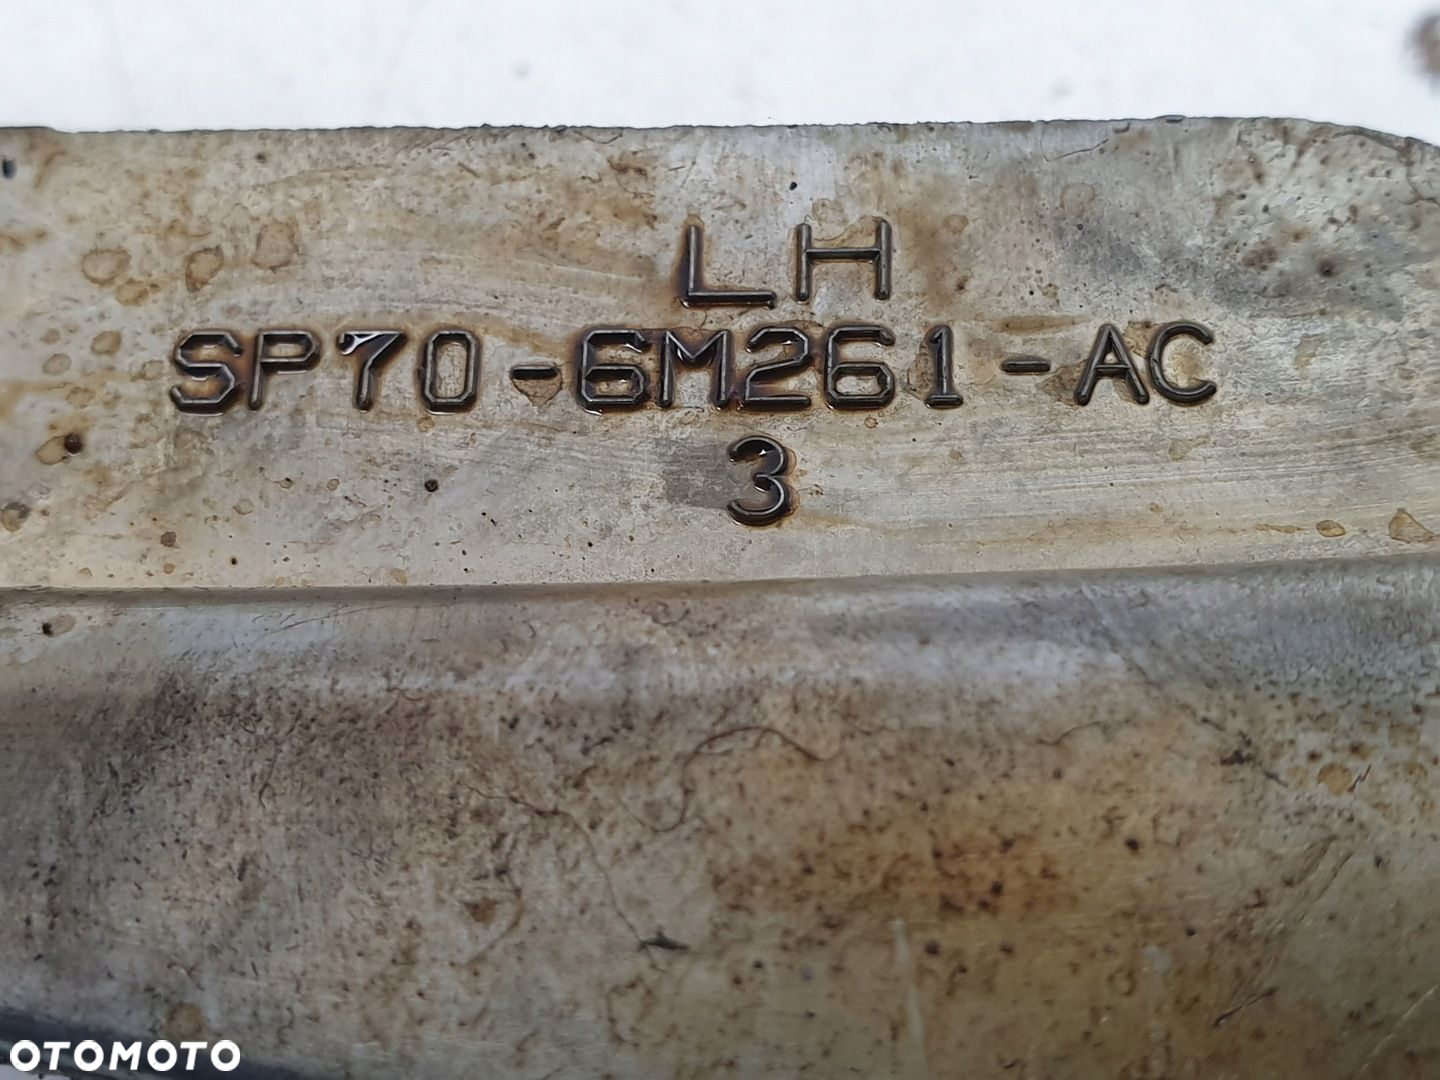 LH
SP70-6M261-AC
3
OTOMOTO